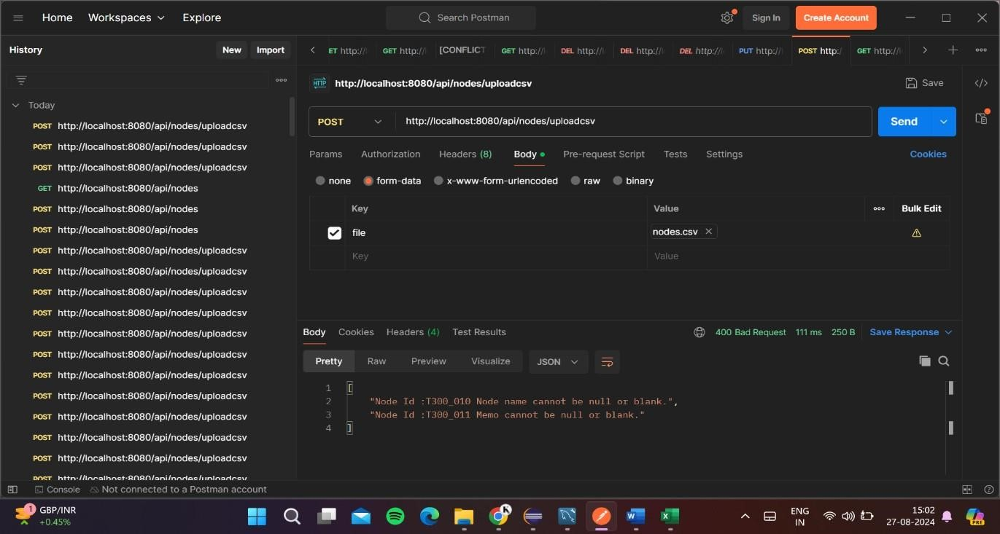 Home Workspaces Explore Search Postman Sign In Create Account
History New Import
ET http:// GET http:// [CONFLICT GET http:// DEL http:// DEL http:// DEL http:// PUT http:// POST http:/ GET http://
HTTP http://localhost:8080/api/nodes/uploadcsv Save
Today
POST http://localhost:8080/api/nodes/uploadcsv
POST http://localhost:8080/api/nodes/uploadcsv
POST http://localhost:8080/api/nodes/uploadcsv
GET http://localhost:8080/api/nodes
POST http://localhost:8080/api/nodes
POST http://localhost:8080/api/nodes
POST http://localhost:8080/api/nodes/uploadcsv
POST http://localhost:8080/api/nodes/uploadcsv
POST http://localhost:8080/api/nodes/uploadcsv
POST http://localhost:8080/api/nodes/uploadcsv
POST http://localhost:8080/api/nodes/uploadcsv
POST http://localhost:8080/api/nodes/uploadcsv
POST http://localhost:8080/api/nodes/uploadcsv
POST http://localhost:8080/api/nodes/uploadcsv
POST http://localhost:8080/api/nodes/uploadcsv
POST http://localhost:8080/api/nodes/uploadcsv
POST http://localhost:8080/api/nodes/uploadcsv
POST http://localhost:8080/api/nodes/uploadcsv
POST http://localhost:8080/api/nodes/uploadcsv Send
Params Authorization Headers (8) Body Pre-request Script Tests Settings Cookies
none form-data x-www-form-urlencoded raw binary
Key Value Bulk Edit
file nodes.csv
Key Value
Body Cookies Headers (4) Test Results 400 Bad Request 111 ms 250 B Save Response
Pretty Raw Preview Visualize JSON
1 [
2 "Node Id :T300_010 Node name cannot be null or blank.",
3 "Node Id :T300_011 Memo cannot be null or blank."
4 ]
Console Not connected to a Postman account
1 GBP/INR
+0.45%
K
W
X
ENG
IN
15:02
27-08-2024
PRE